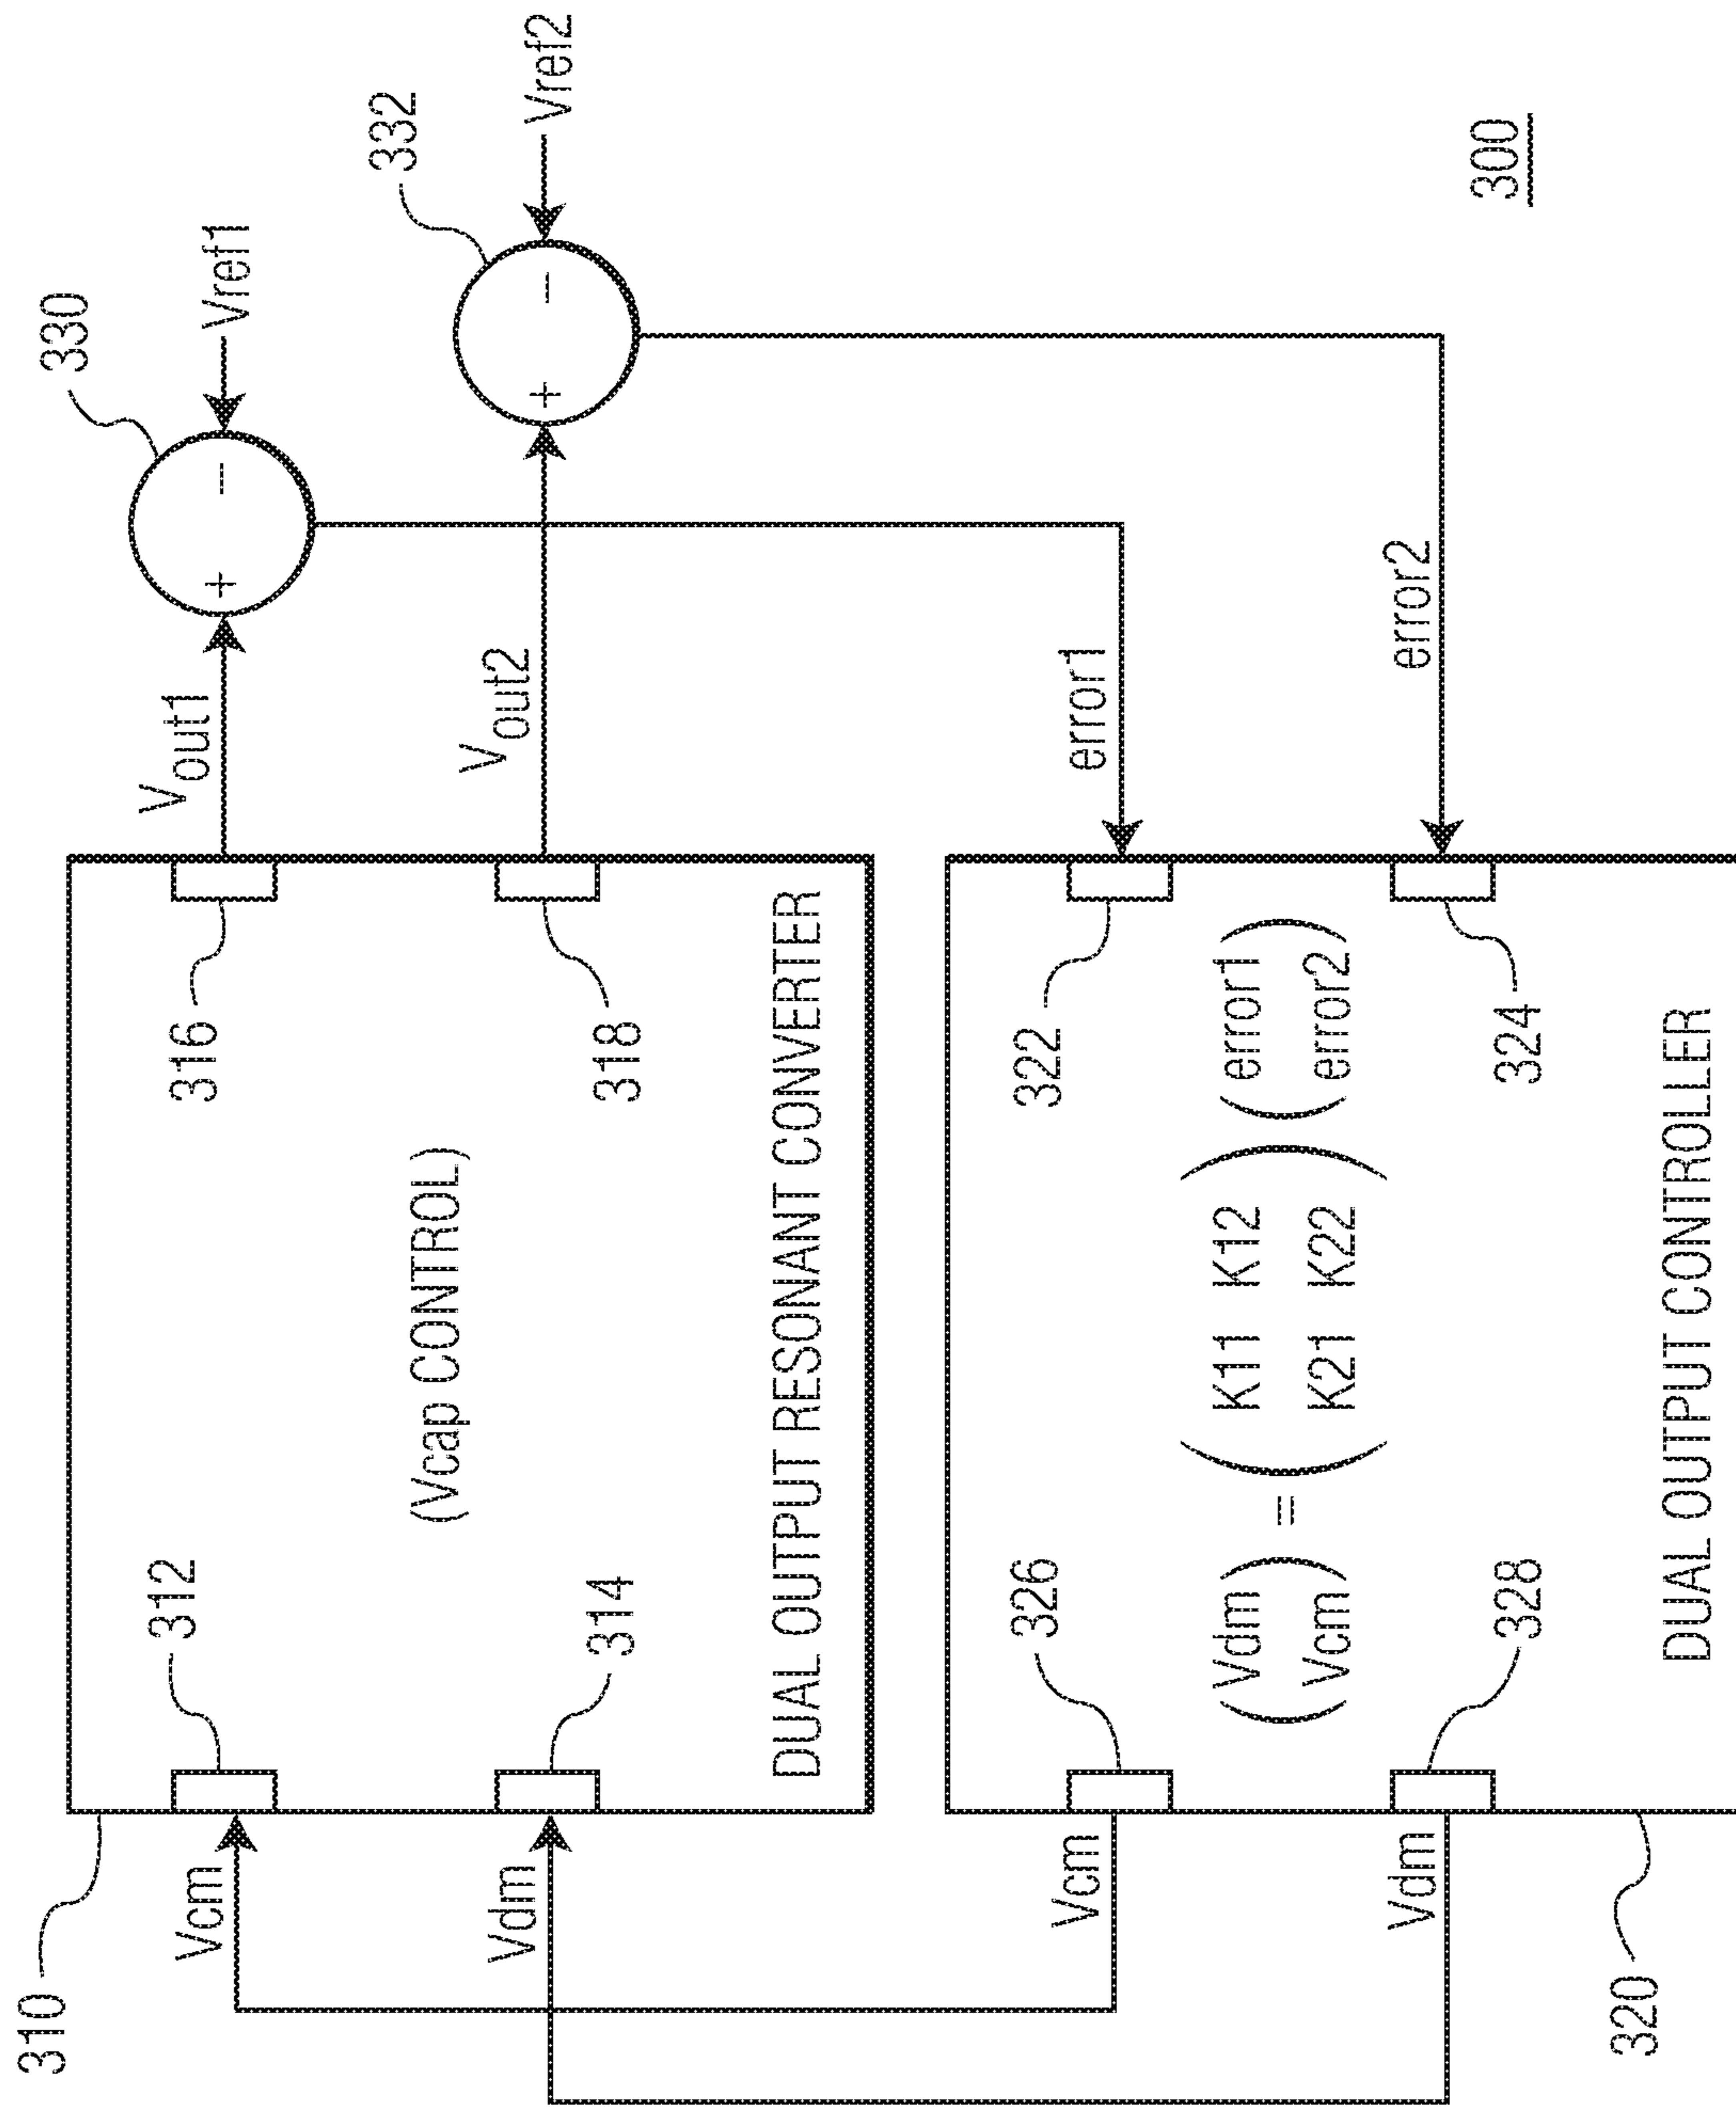 310
Vcm
312
316
Vout1
+
−
330
Vref1
(Vcap CONTROL)
Vdm
314
318
Vout2
+
−
332
Vref2
DUAL OUTPUT RESONANT CONVERTER
Vcm
326
322
error1
(Vdm) = (K11 K12) (error1)
(Vcm) (K21 K22) (error2)
Vdm
328
324
error2
320
DUAL OUTPUT CONTROLLER
300